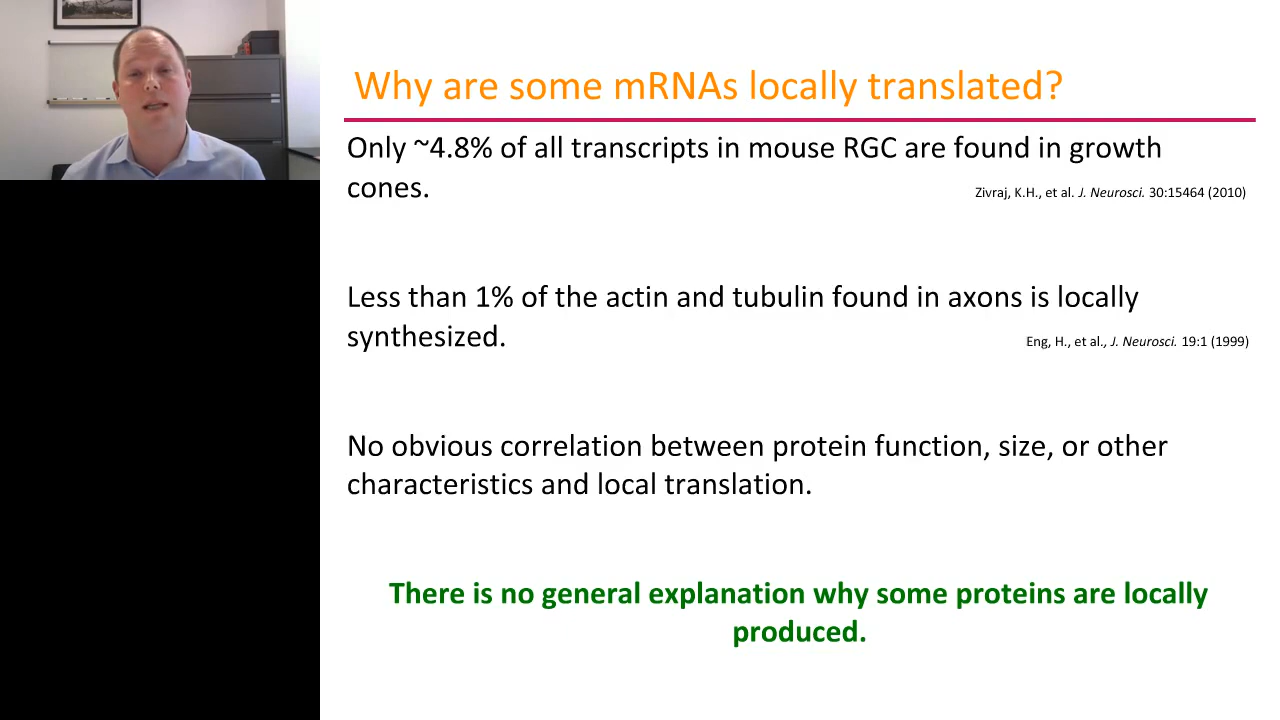 Why are some mRNAs locally translated?
Only ~4.8% of all transcripts in mouse RGC are found in growth
cones.
Zivraj, K.H., et al. J. Neurosci. 30:15464 (2010)
Less than 1% of the actin and tubulin found in axons is locally
synthesized.
Eng, H., et al., J. Neurosci. 19:1 (1999)
No obvious correlation between protein function, size, or other
characteristics and local translation.
There is no general explanation why some proteins are locally
produced.